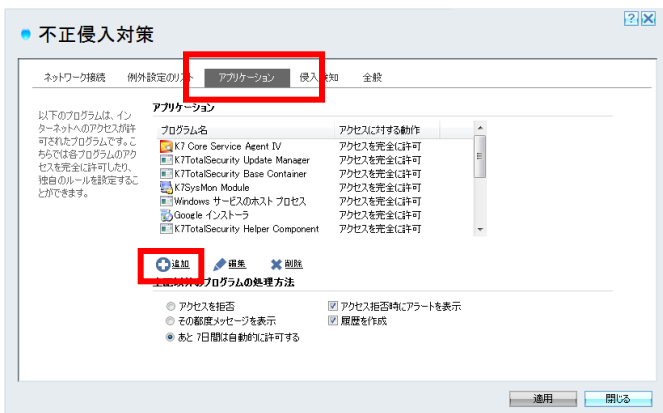 不正侵入対策
ネットワーク接続 例外設定のリスト アプリケーション 侵入検知 全般
以下のプログラムは、イン
ターネットへのアクセスが許
可されたプログラムです。こ
ちらでは各プログラムのアク
セスを完全に許可したり、
独自のルールを設定するこ
とができます。
アプリケーション
プログラム名 アクセスに対する動作
K7 Core Service Agent IV アクセスを完全に許可
K7TotalSecurity Update Manager アクセスを完全に許可
K7TotalSecurity Base Container アクセスを完全に許可
K7SysMon Module アクセスを完全に許可
Windows サービスのホスト プロセス アクセスを完全に許可
Google インストーラ アクセスを完全に許可
K7TotalSecurity Helper Component アクセスを完全に許可
追加 編集 削除
上記以外のプログラムの処理方法
アクセスを拒否 アクセス拒否時にアラートを表示
その都度メッセージを表示 履歴を作成
あと 7日間は自動的に許可する
適用 閉じる